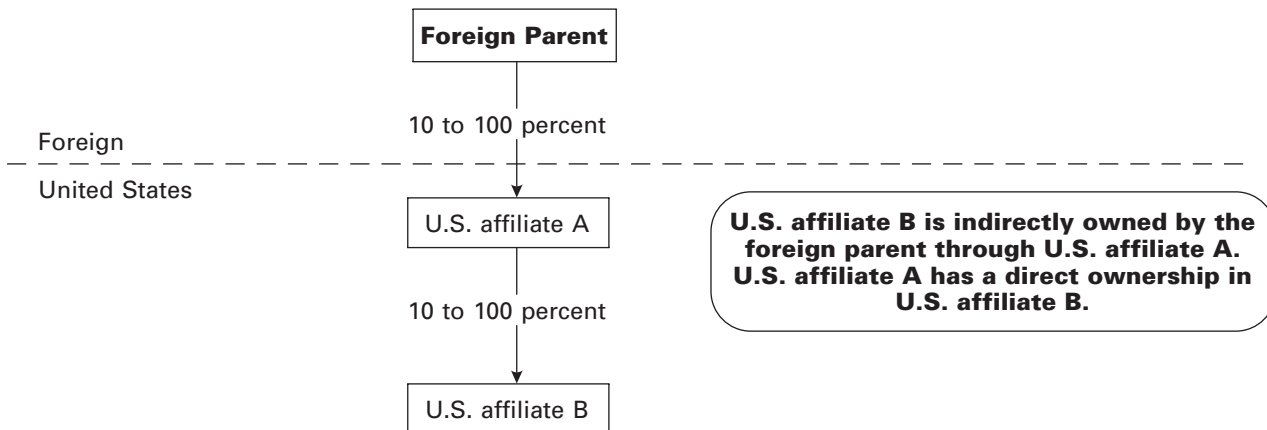 Foreign Parent
10 to 100 percent
Foreign
United States
U.S. affiliate A
U.S. affiliate B is indirectly owned by the
foreign parent through U.S. affiliate A.
U.S. affiliate A has a direct ownership in
U.S. affiliate B.
10 to 100 percent
U.S. affiliate B